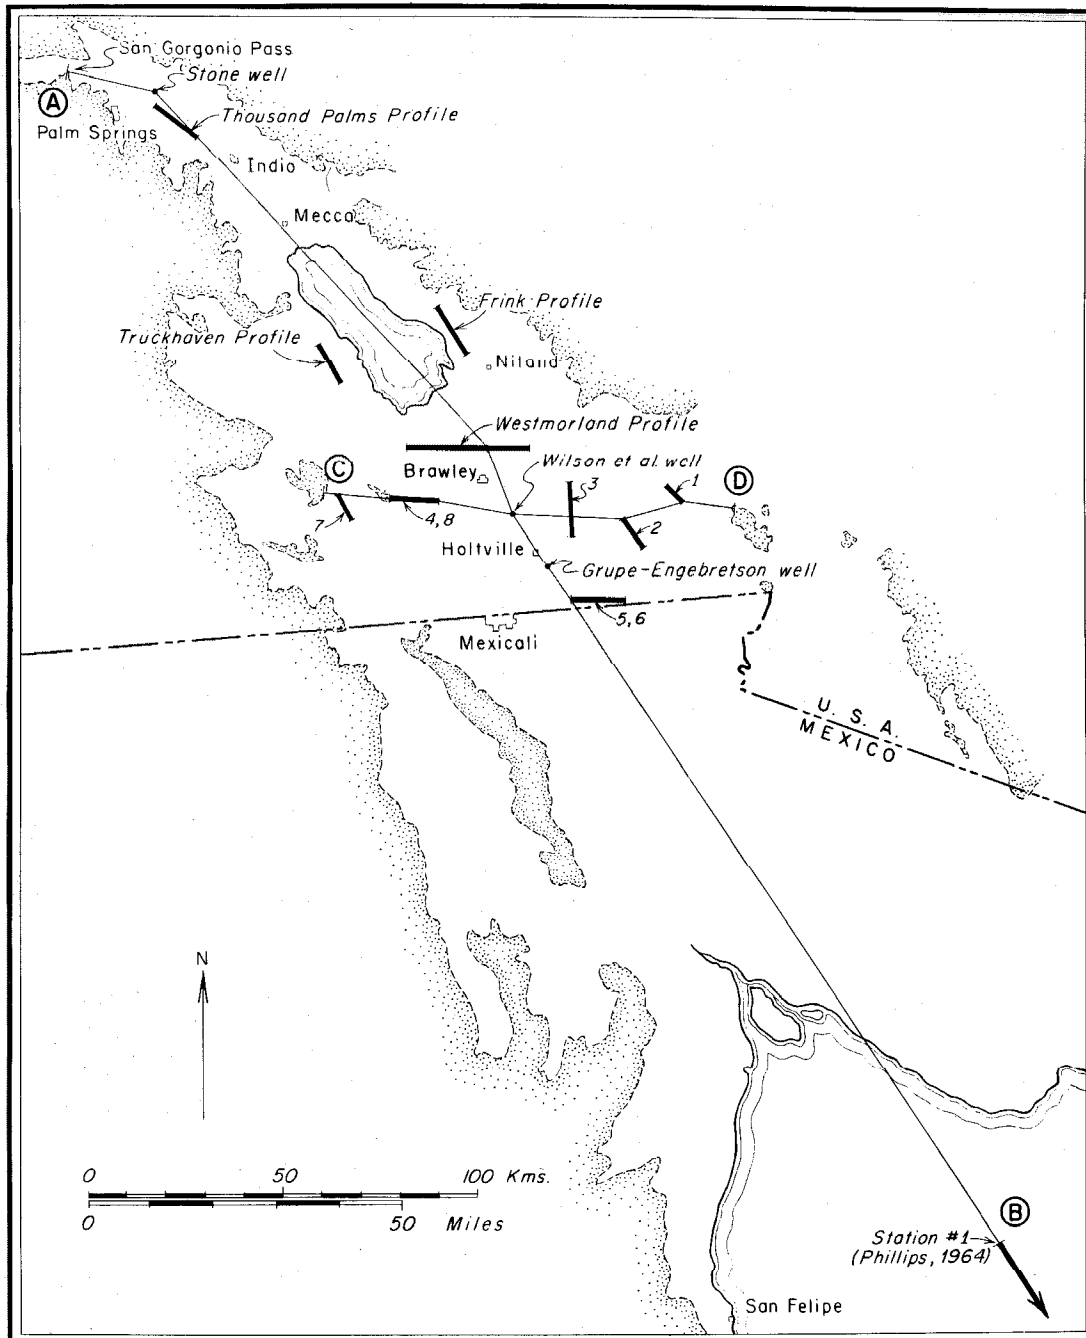 San Gorgonio Pass
Stone well
A
Thousand Palms Profile
Palm Springs
Indio
Mecca
Frink Profile
Truckhaven Profile
Niland
Westmorland Profile
C
Brawley
Wilson et al. well
3
1
D
7
4,8
2
Holtville
Grupe-Engebretson well
5,6
Mexicali
U. S. A.
MEXICO
N
0 50 100 Kms.
0 50
Miles
B
Station #1
(Phillips, 1964)
San Felipe